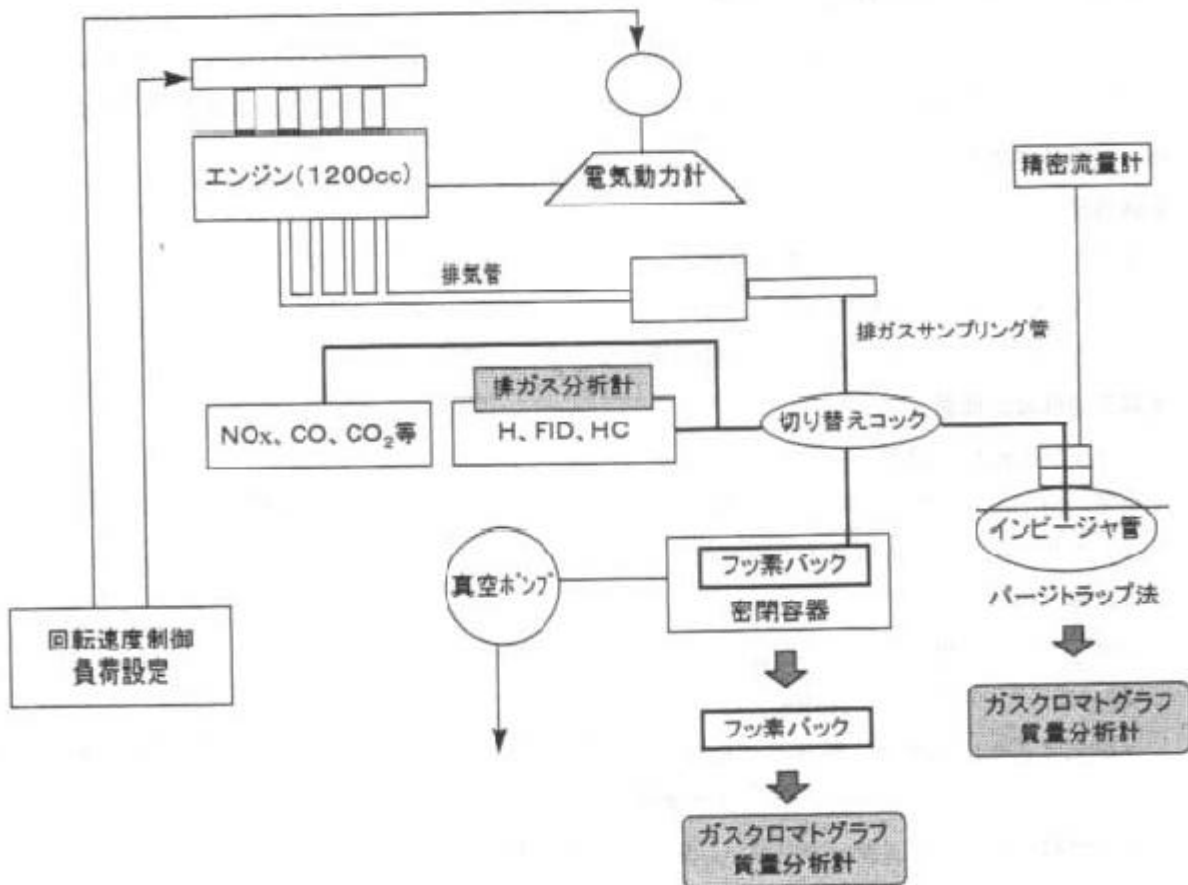 エンジン(1200cc)
電気動力計
精密流量計
排気管
排ガスサンプリング管
排ガス分析計
NOx、CO、CO₂等
H、FID、HC
切り替えコック
インピージャ管
パージトラップ法
真空ポンプ
フッ素バック
密閉容器
回転速度制御
負荷設定
フッ素バック
ガスクロマトグラフ
質量分析計
ガスクロマトグラフ
質量分析計